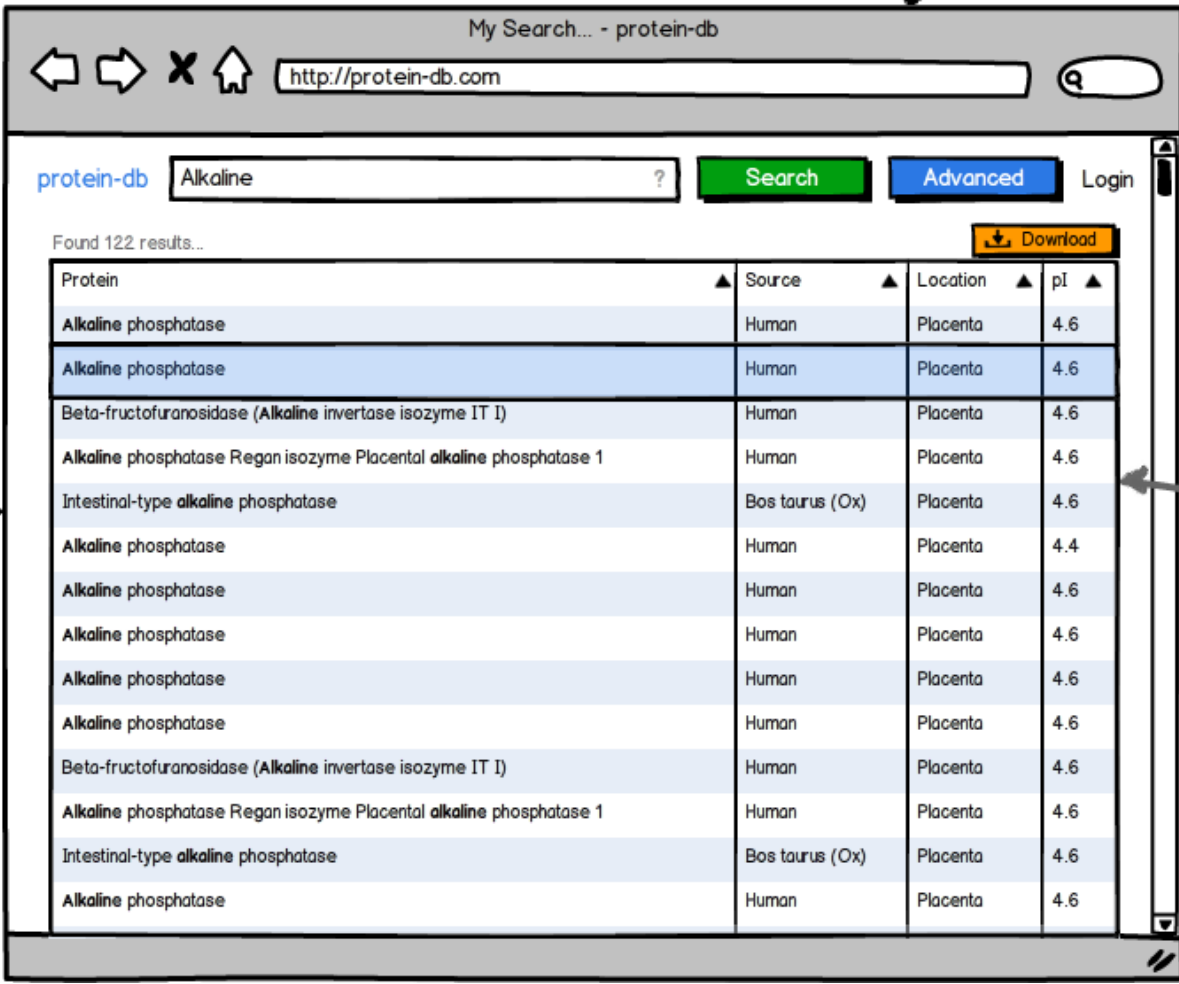 My Search... - protein-db
http://protein-db.com
protein-db Alkaline ? Search Advanced Login
Found 122 results... Download
Protein Source Location pI
Alkaline phosphatase Human Placenta 4.6
Alkaline phosphatase Human Placenta 4.6
Beta-fructofuranosidase (Alkaline invertase isozyme IT I) Human Placenta 4.6
Alkaline phosphatase Regan isozyme Placental alkaline phosphatase 1 Human Placenta 4.6
Intestinal-type alkaline phosphatase Bos taurus (Ox) Placenta 4.6
Alkaline phosphatase Human Placenta 4.4
Alkaline phosphatase Human Placenta 4.6
Alkaline phosphatase Human Placenta 4.6
Alkaline phosphatase Human Placenta 4.6
Alkaline phosphatase Human Placenta 4.6
Beta-fructofuranosidase (Alkaline invertase isozyme IT I) Human Placenta 4.6
Alkaline phosphatase Regan isozyme Placental alkaline phosphatase 1 Human Placenta 4.6
Intestinal-type alkaline phosphatase Bos taurus (Ox) Placenta 4.6
Alkaline phosphatase Human Placenta 4.6